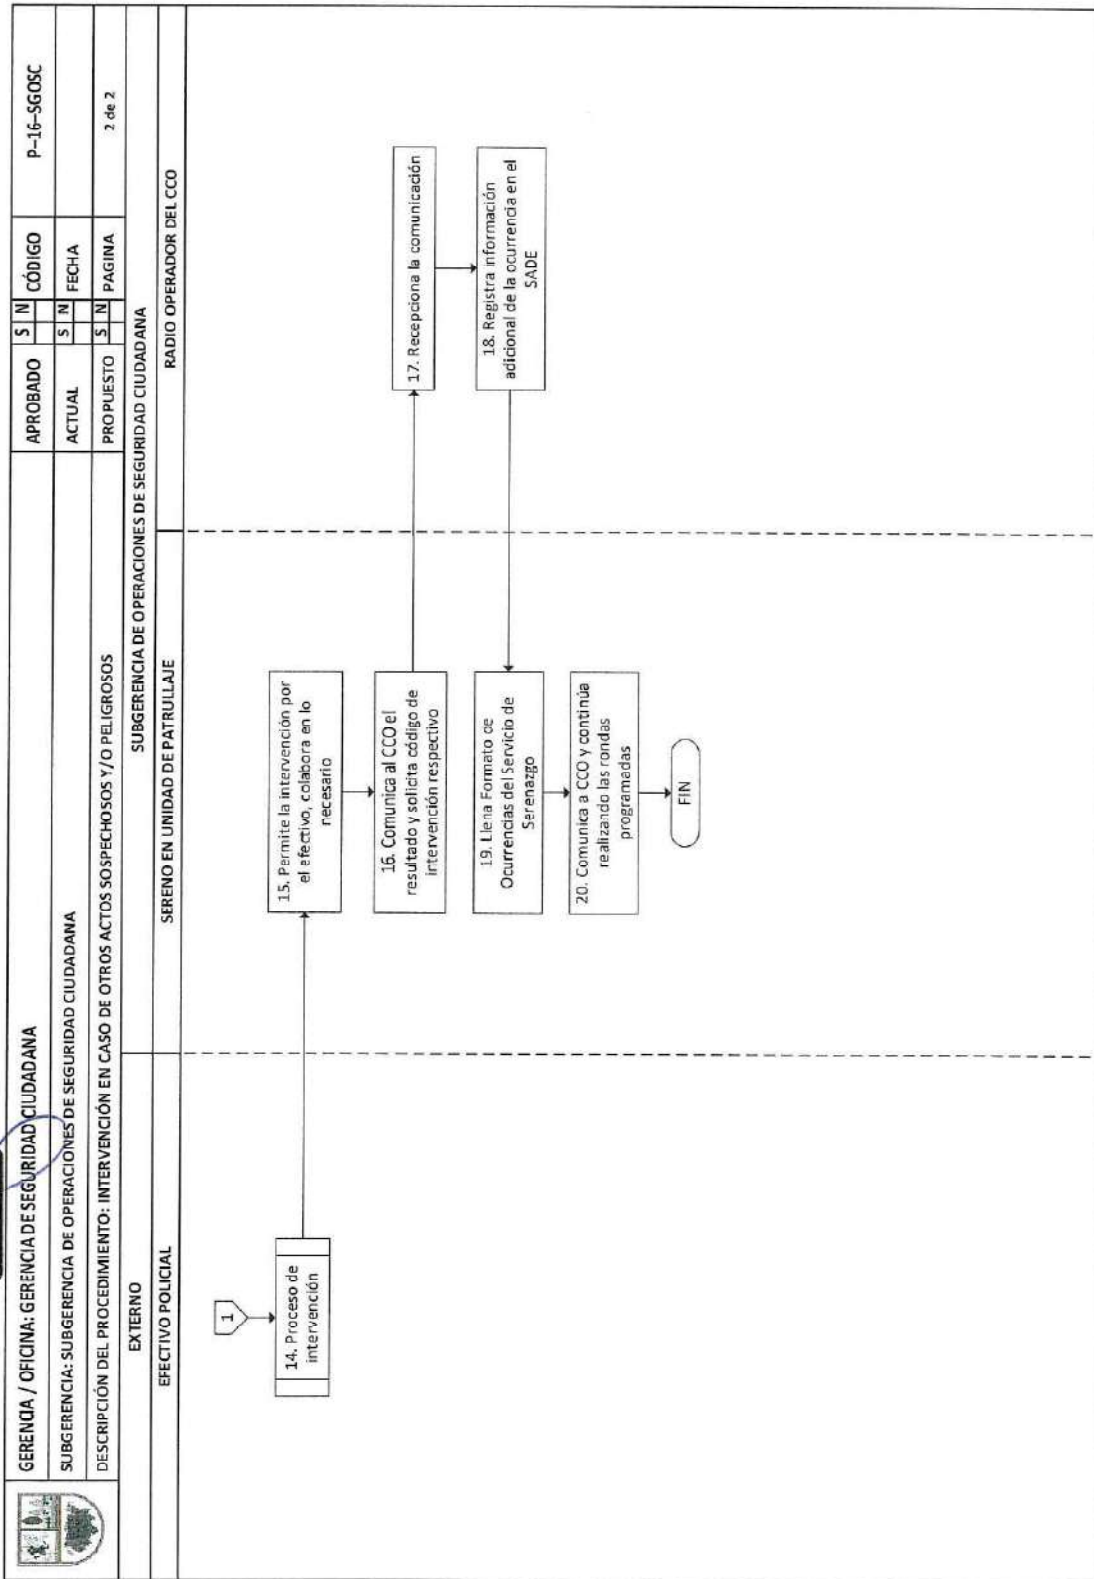 GERENCIA / OFICINA: GERENCIA DE SEGURIDAD CIUDADANA
APROBADO
S N
CÓDIGO
P-16–SGOSC
SUBGERENCIA: SUBGERENCIA DE OPERACIONES DE SEGURIDAD CIUDADANA
ACTUAL
S N
FECHA
DESCRIPCIÓN DEL PROCEDIMIENTO: INTERVENCIÓN EN CASO DE OTROS ACTOS SOSPECHOSOS Y/O PELIGROSOS
PROPUESTO
S N
PAGINA
2 de 2
EXTERNO
SUBGERENCIA DE OPERACIONES DE SEGURIDAD CIUDADANA
EFECTIVO POLICIAL
SERENO EN UNIDAD DE PATRULLAJE
RADIO OPERADOR DEL CCO
1
14. Proceso de
intervención
15. Permite la intervención por
el efectivo, colabora en lo
necesario
16. Comunica al CCO el
resultado y solicita código de
intervención respectivo
17. Recepciona la comunicación
18. Registra información
adicional de la ocurrencia en el
SADE
19. Llena Formato de
Ocurrencias del Servicio de
Serenazgo
20. Comunica a CCO y continúa
realizando las rondas
programadas
FIN